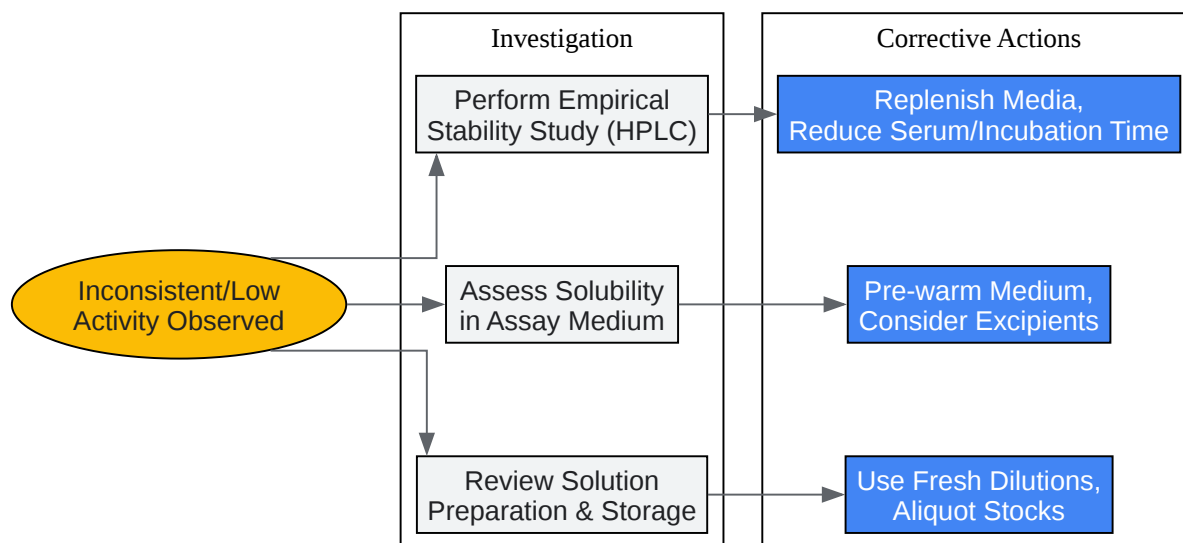 Investigation
Corrective Actions
Perform Empirical
Stability Study (HPLC)
Replenish Media,
Reduce Serum/Incubation Time
Inconsistent/Low
Activity Observed
Assess Solubility
in Assay Medium
Pre-warm Medium,
Consider Excipients
Review Solution
Preparation & Storage
Use Fresh Dilutions,
Aliquot Stocks